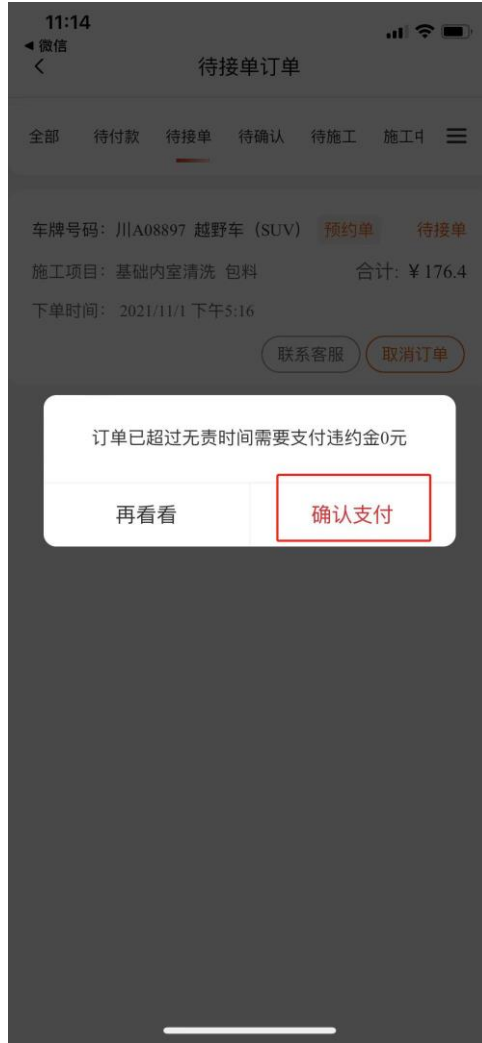 11:14
◀ 微信
待接单订单
全部 待付款 待接单 待确认 待施工 施工中
车牌号码：川A08897 越野车（SUV） 预约单 待接单
施工项目：基础内室清洗 包料 合计: ¥176.4
下单时间： 2021/11/1 下午5:16
联系客服 取消订单
订单已超过无责时间需要支付违约金0元
再看看 确认支付